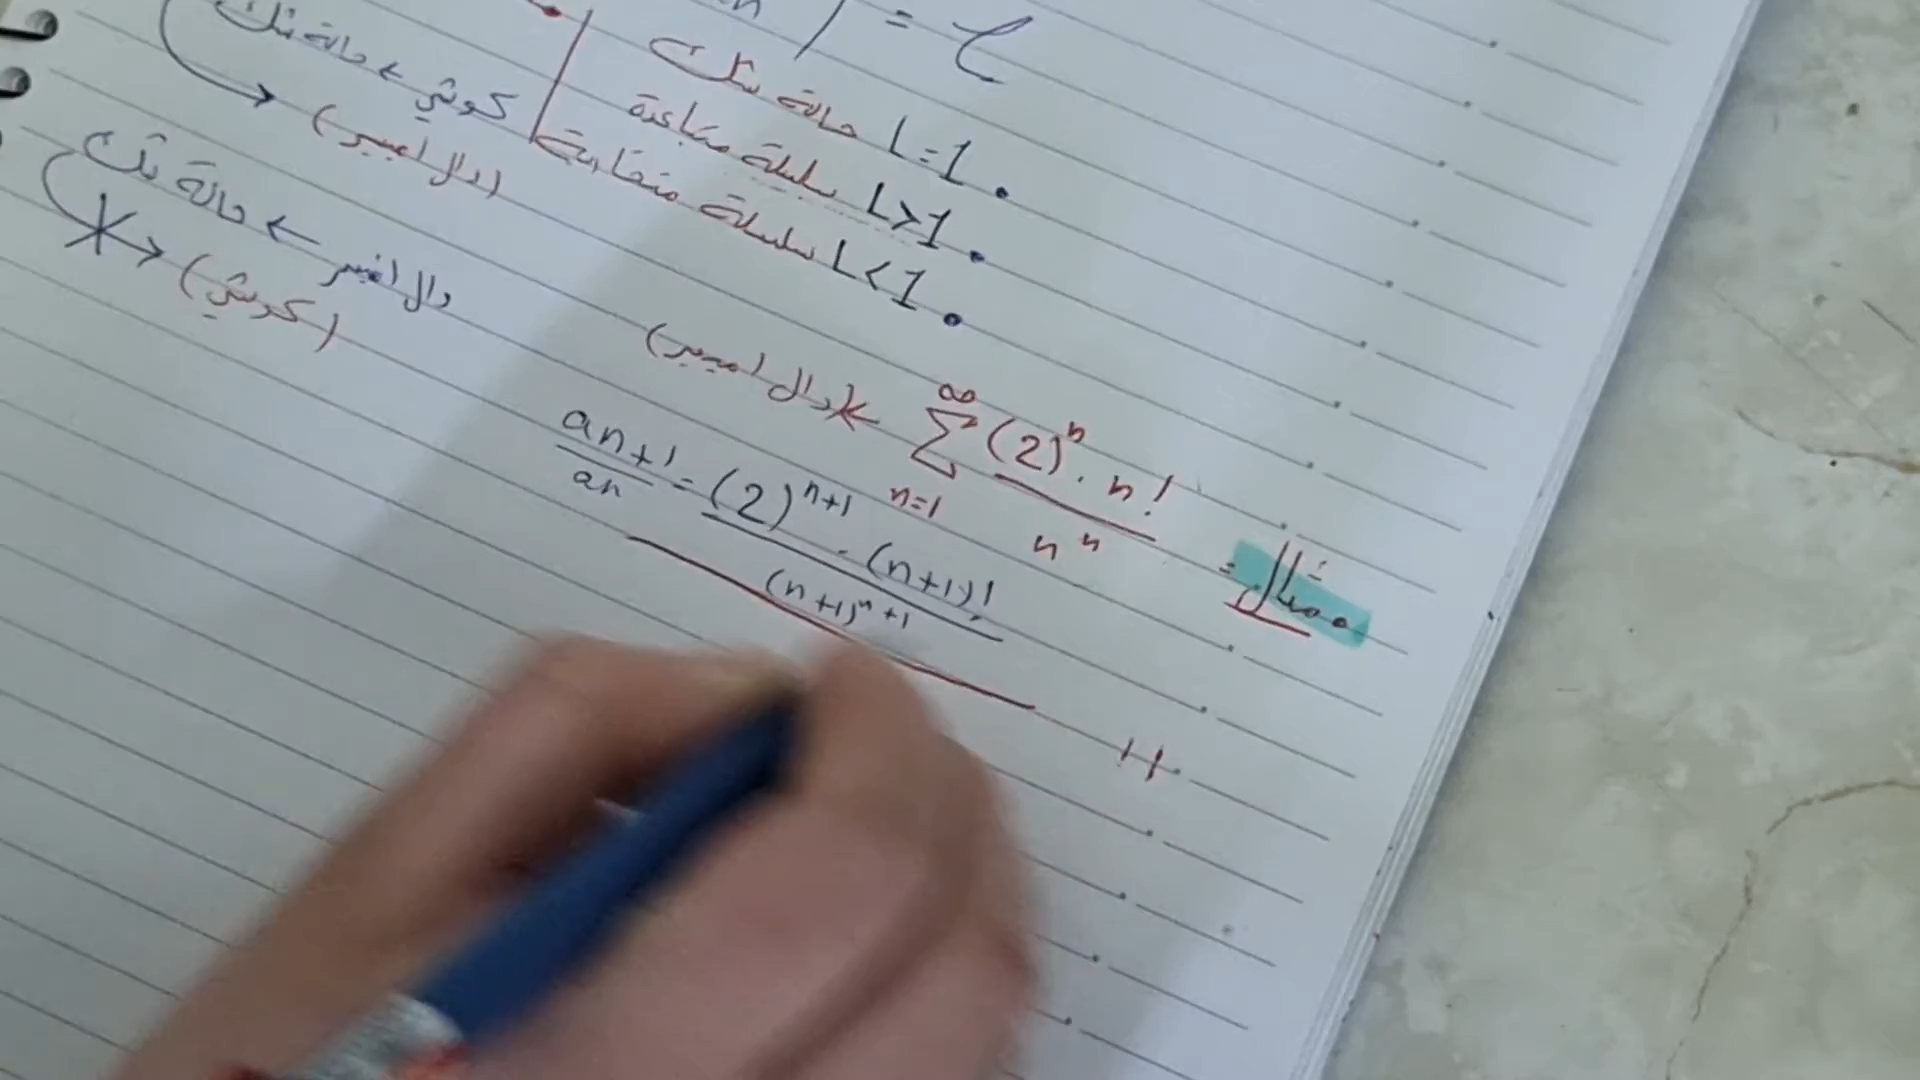 = L
L=1 حالة شك
L>1 سلسلة متباعدة
L<1 سلسلة متقاربة
كوشي → حالة شك
(دالامبير)
دالامبير → حالة شك
(كوشي)
مثال:
∑ n=1 ∞ (2)^n . n! / n^n ← (دالامبير)
an+1 / an = (2)^n+1 . (n+1)! / (n+1)^n+1